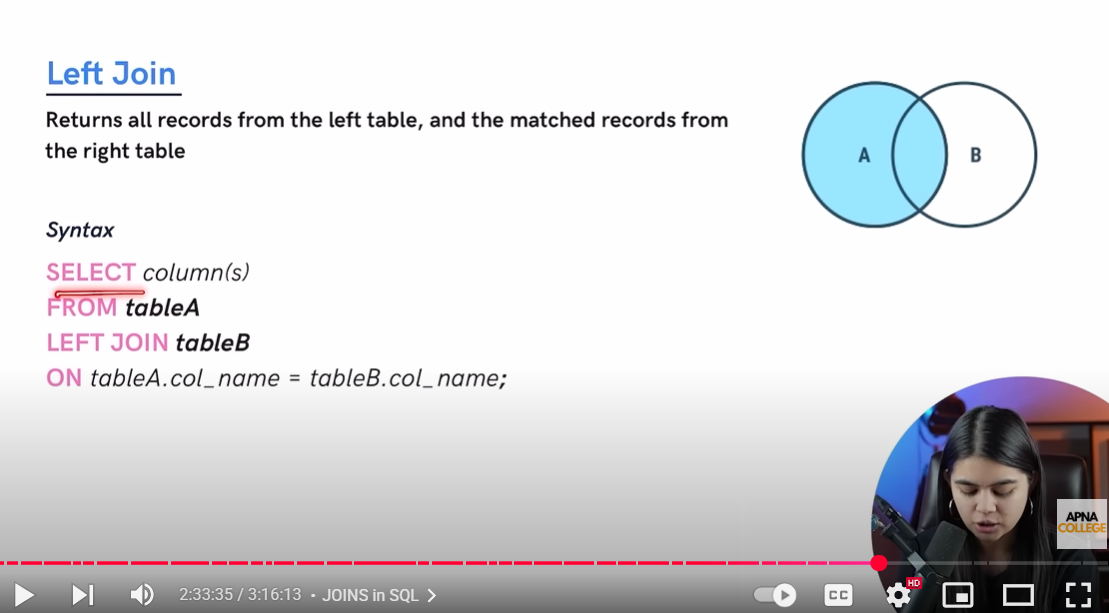 Left Join
Returns all records from the left table, and the matched records from
the right table
A
B
Syntax
SELECT column(s)
FROM tableA
LEFT JOIN tableB
ON tableA.col_name = tableB.col_name;
APNA
COLLEGE
2:33:35 / 3:16:13 • JOINS in SQL
CC
HD